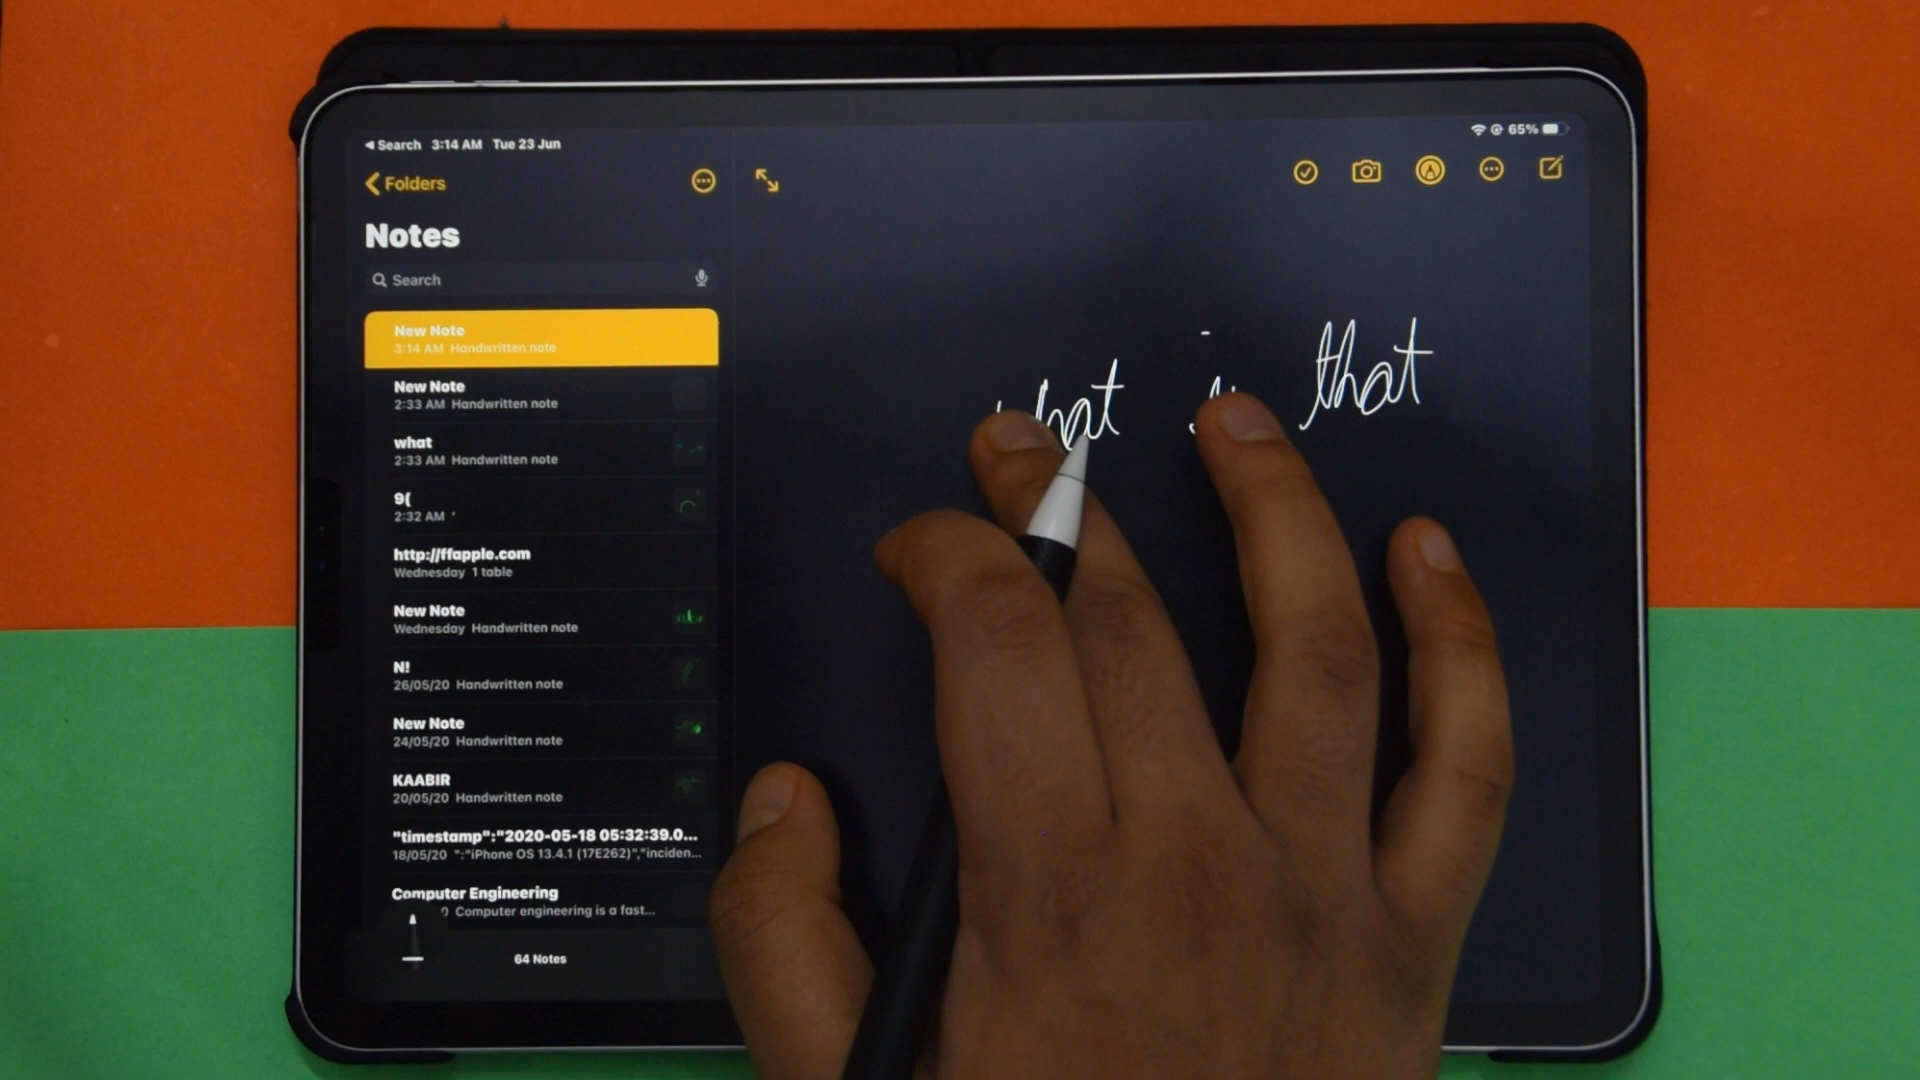 Search 3:14 AM Tue 23 Jun
65%
Folders
Notes
Search
New Note
3:14 AM Handwritten note
New Note
2:33 AM Handwritten note
what
2:33 AM Handwritten note
9(
2:32 AM ‘
http://ffapple.com
Wednesday 1 table
New Note
Wednesday Handwritten note
N!
26/05/20 Handwritten note
New Note
24/05/20 Handwritten note
KAABIR
20/05/20 Handwritten note
"timestamp":"2020-05-18 05:32:39.0...
18/05/20 ":"iPhone OS 13.4.1 (17E262)","inciden...
Computer Engineering
Computer engineering is a fast...
64 Notes
what is that